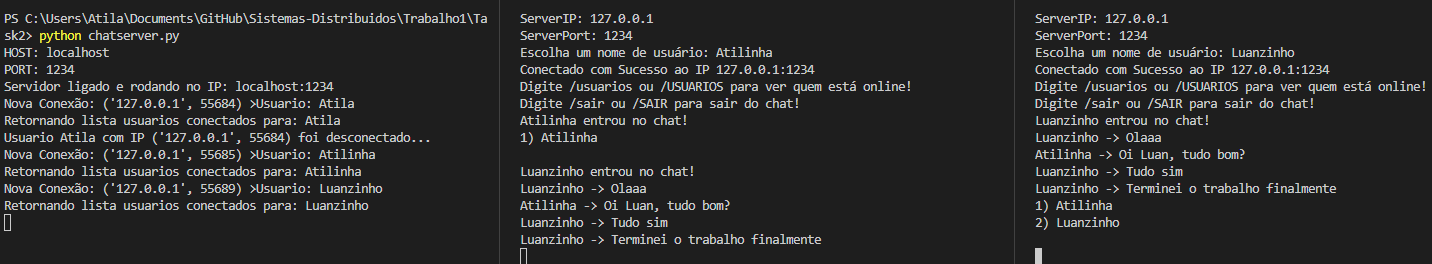 PS C:\Users\Atila\Documents\GitHub\Sistemas-Distribuidos\Trabalho1\Ta
sk2> python chatserver.py
HOST: localhost
PORT: 1234
Servidor ligado e rodando no IP: localhost:1234
Nova Conexão: ('127.0.0.1', 55684) >Usuario: Atila
Retornando lista usuarios conectados para: Atila
Usuario Atila com IP ('127.0.0.1', 55684) foi desconectado...
Nova Conexão: ('127.0.0.1', 55685) >Usuario: Atilinha
Retornando lista usuarios conectados para: Atilinha
Nova Conexão: ('127.0.0.1', 55689) >Usuario: Luanzinho
Retornando lista usuarios conectados para: Luanzinho
ServerIP: 127.0.0.1
ServerPort: 1234
Escolha um nome de usuário: Atilinha
Conectado com Sucesso ao IP 127.0.0.1:1234
Digite /usuarios ou /USUARIOS para ver quem está online!
Digite /sair ou /SAIR para sair do chat!
Atilinha entrou no chat!
1) Atilinha
Luanzinho entrou no chat!
Luanzinho -> Olaaa
Atilinha -> Oi Luan, tudo bom?
Luanzinho -> Tudo sim
Luanzinho -> Terminei o trabalho finalmente
ServerIP: 127.0.0.1
ServerPort: 1234
Escolha um nome de usuário: Luanzinho
Conectado com Sucesso ao IP 127.0.0.1:1234
Digite /usuarios ou /USUARIOS para ver quem está online!
Digite /sair ou /SAIR para sair do chat!
Luanzinho entrou no chat!
Luanzinho -> Olaaa
Atilinha -> Oi Luan, tudo bom?
Luanzinho -> Tudo sim
Luanzinho -> Terminei o trabalho finalmente
1) Atilinha
2) Luanzinho